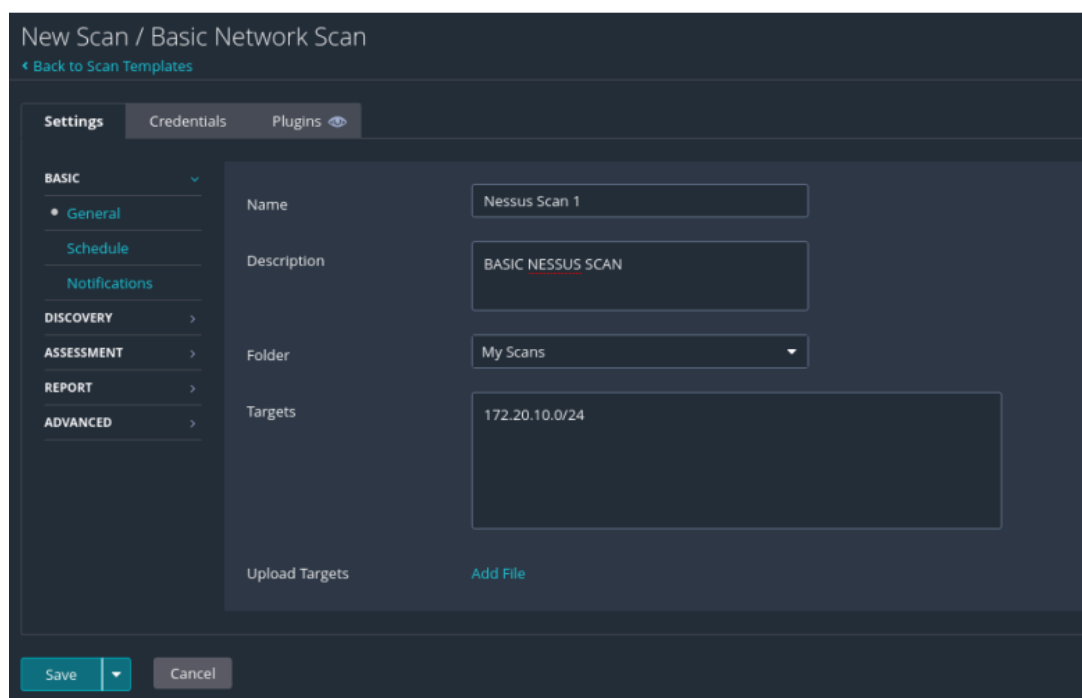 New Scan / Basic Network Scan
Back to Scan Templates
Settings
Credentials
Plugins
BASIC
General
Schedule
Notifications
DISCOVERY
ASSESSMENT
REPORT
ADVANCED
Name
Nessus Scan 1
Description
BASIC NESSUS SCAN
Folder
My Scans
Targets
172.20.10.0/24
Upload Targets
Add File
Save
Cancel